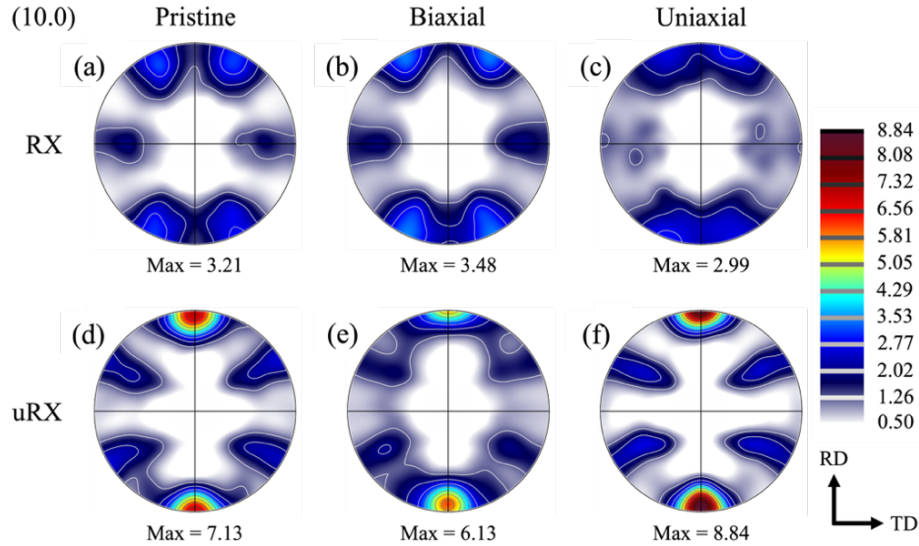 (10.0)
Pristine
Biaxial
Uniaxial
(a)
(b)
(c)
RX
Max = 3.21
Max = 3.48
Max = 2.99
(d)
(e)
(f)
uRX
Max = 7.13
Max = 6.13
Max = 8.84
8.84
8.08
7.32
6.56
5.81
5.05
4.29
3.53
2.77
2.02
1.26
0.50
RD
TD